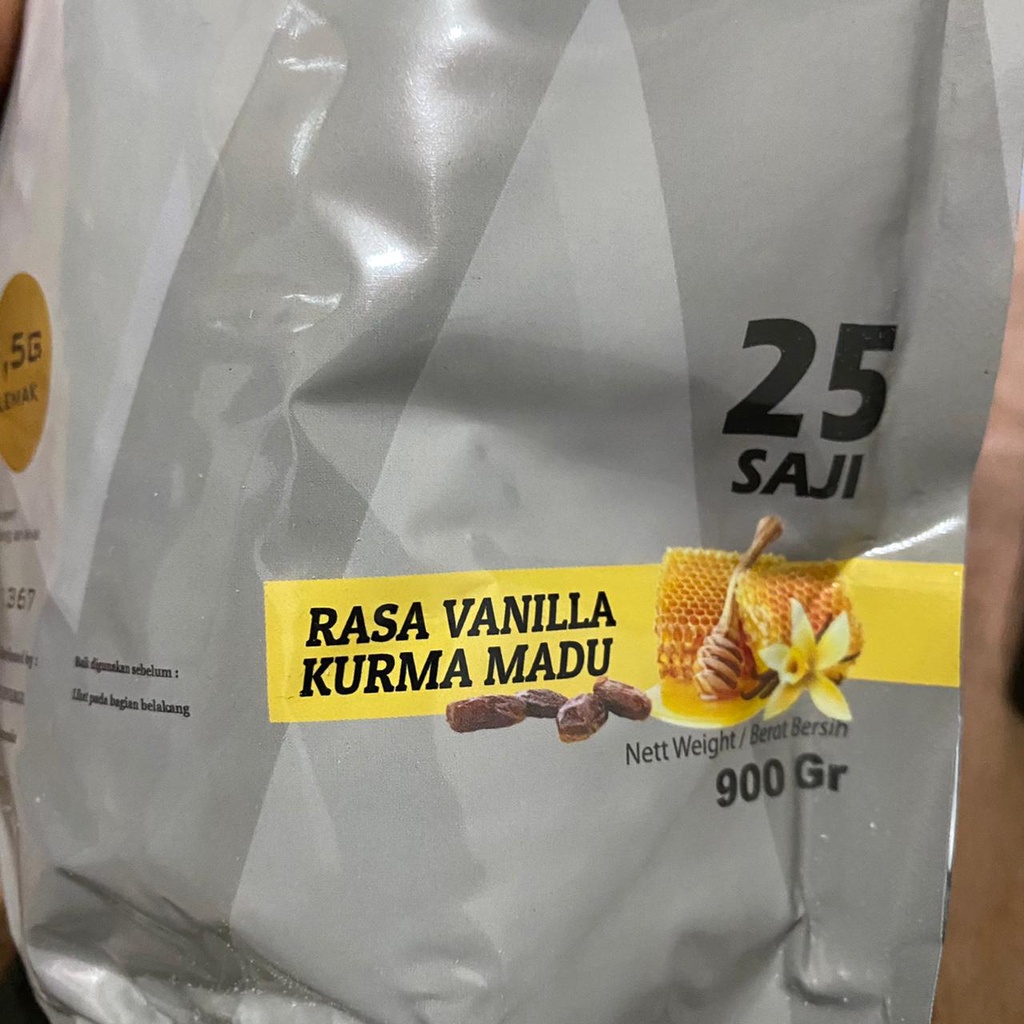 ,5G
LEMAK
367
Baik digunakan sebelum :
Lihat pada bagian belakang
25
SAJI
RASA VANILLA
KURMA MADU
Nett Weight / Berat Bersih
900 Gr